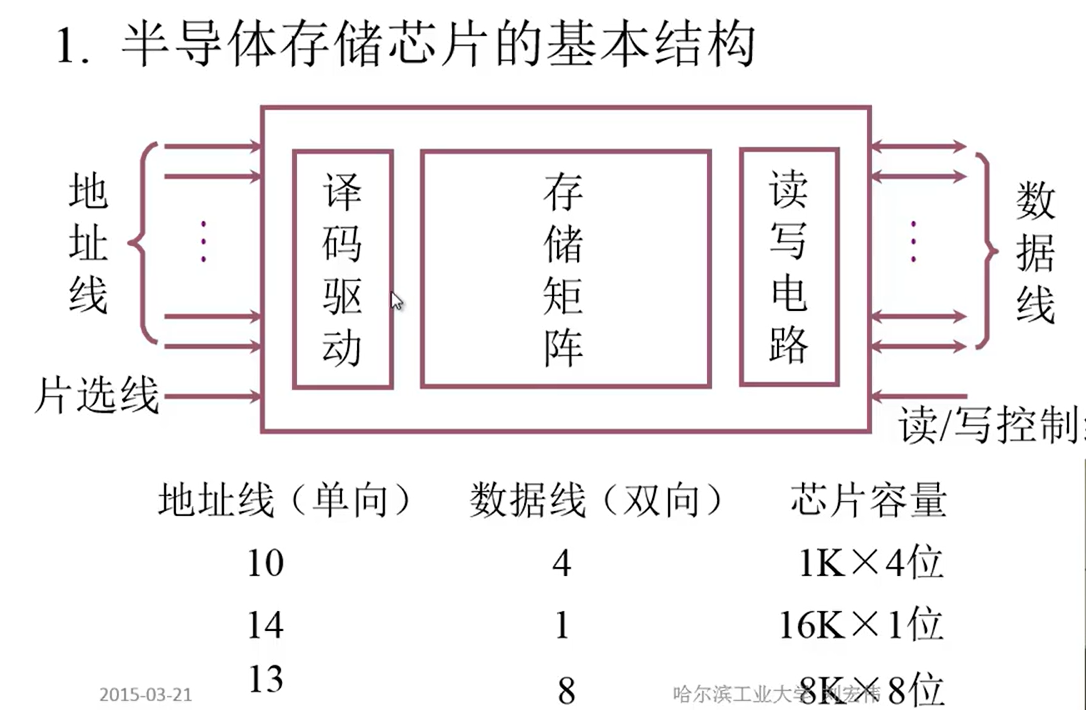 1. 半导体存储芯片的基本结构
地址线
片选线
译码驱动
存储矩阵
读写电路
数据线
读/写控制
地址线（单向） 数据线（双向） 芯片容量
10 4 1K×4位
14 1 16K×1位
13 8 8K×8位
2015-03-21 哈尔滨工业大学 刘宏伟